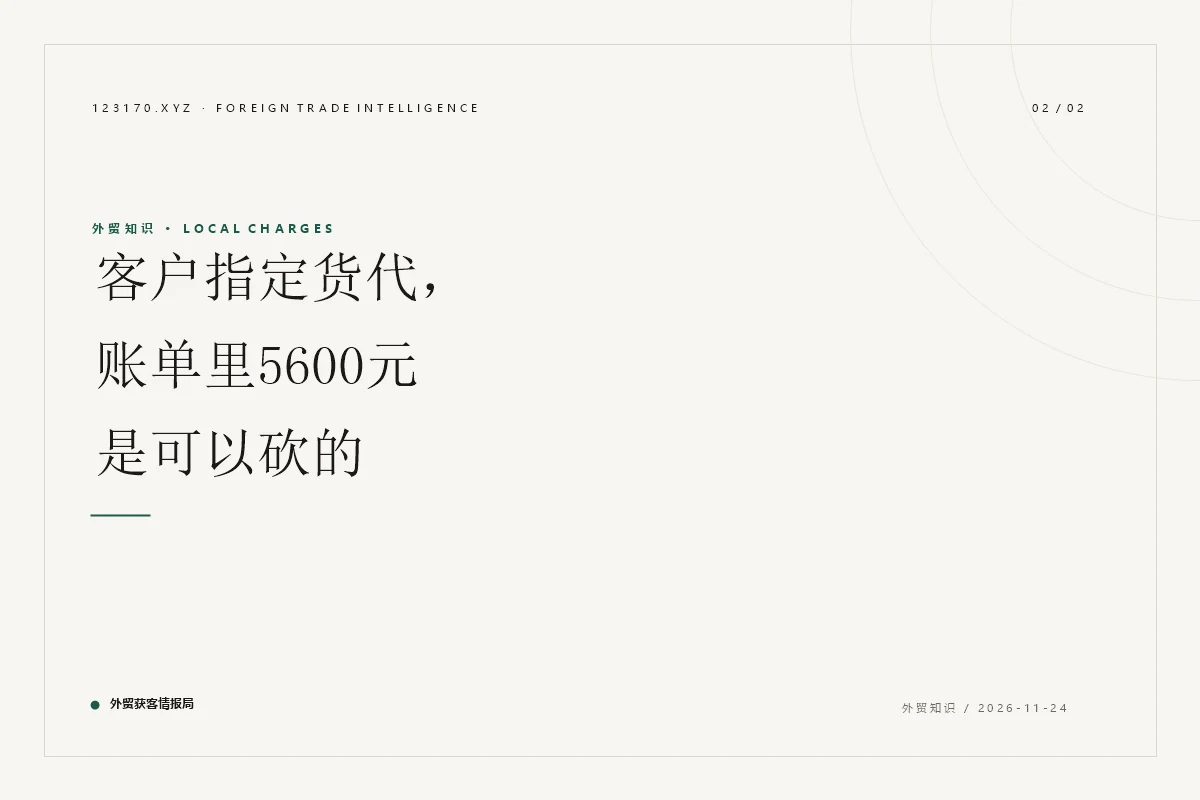 123170.XYZ · FOREIGN TRADE INTELLIGENCE
02 / 02
外贸知识 • LOCAL CHARGES
客户指定货代，
账单里5600元
是可以砍的
外贸获客情报局
外贸知识 / 2026-11-24